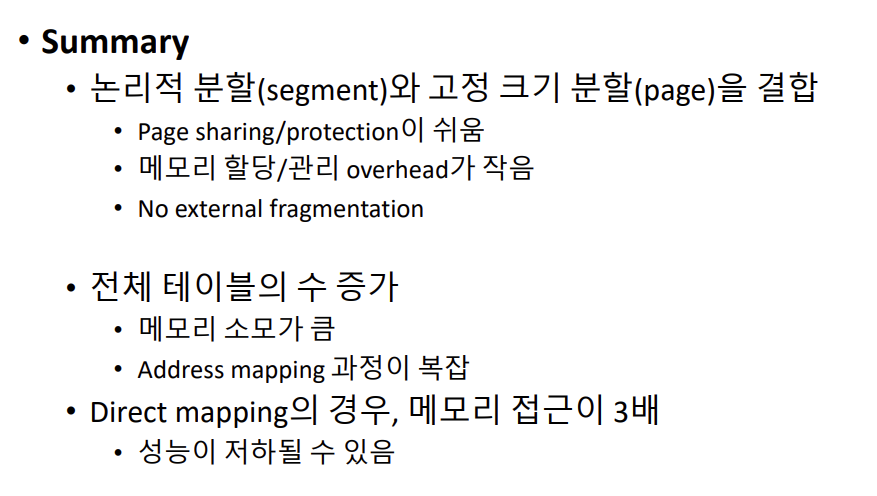 • Summary
• 논리적 분할(segment)와 고정 크기 분할(page)을 결합
• Page sharing/protection이 쉬움
• 메모리 할당/관리 overhead가 작음
• No external fragmentation
• 전체 테이블의 수 증가
• 메모리 소모가 큼
• Address mapping 과정이 복잡
• Direct mapping의 경우, 메모리 접근이 3배
• 성능이 저하될 수 있음